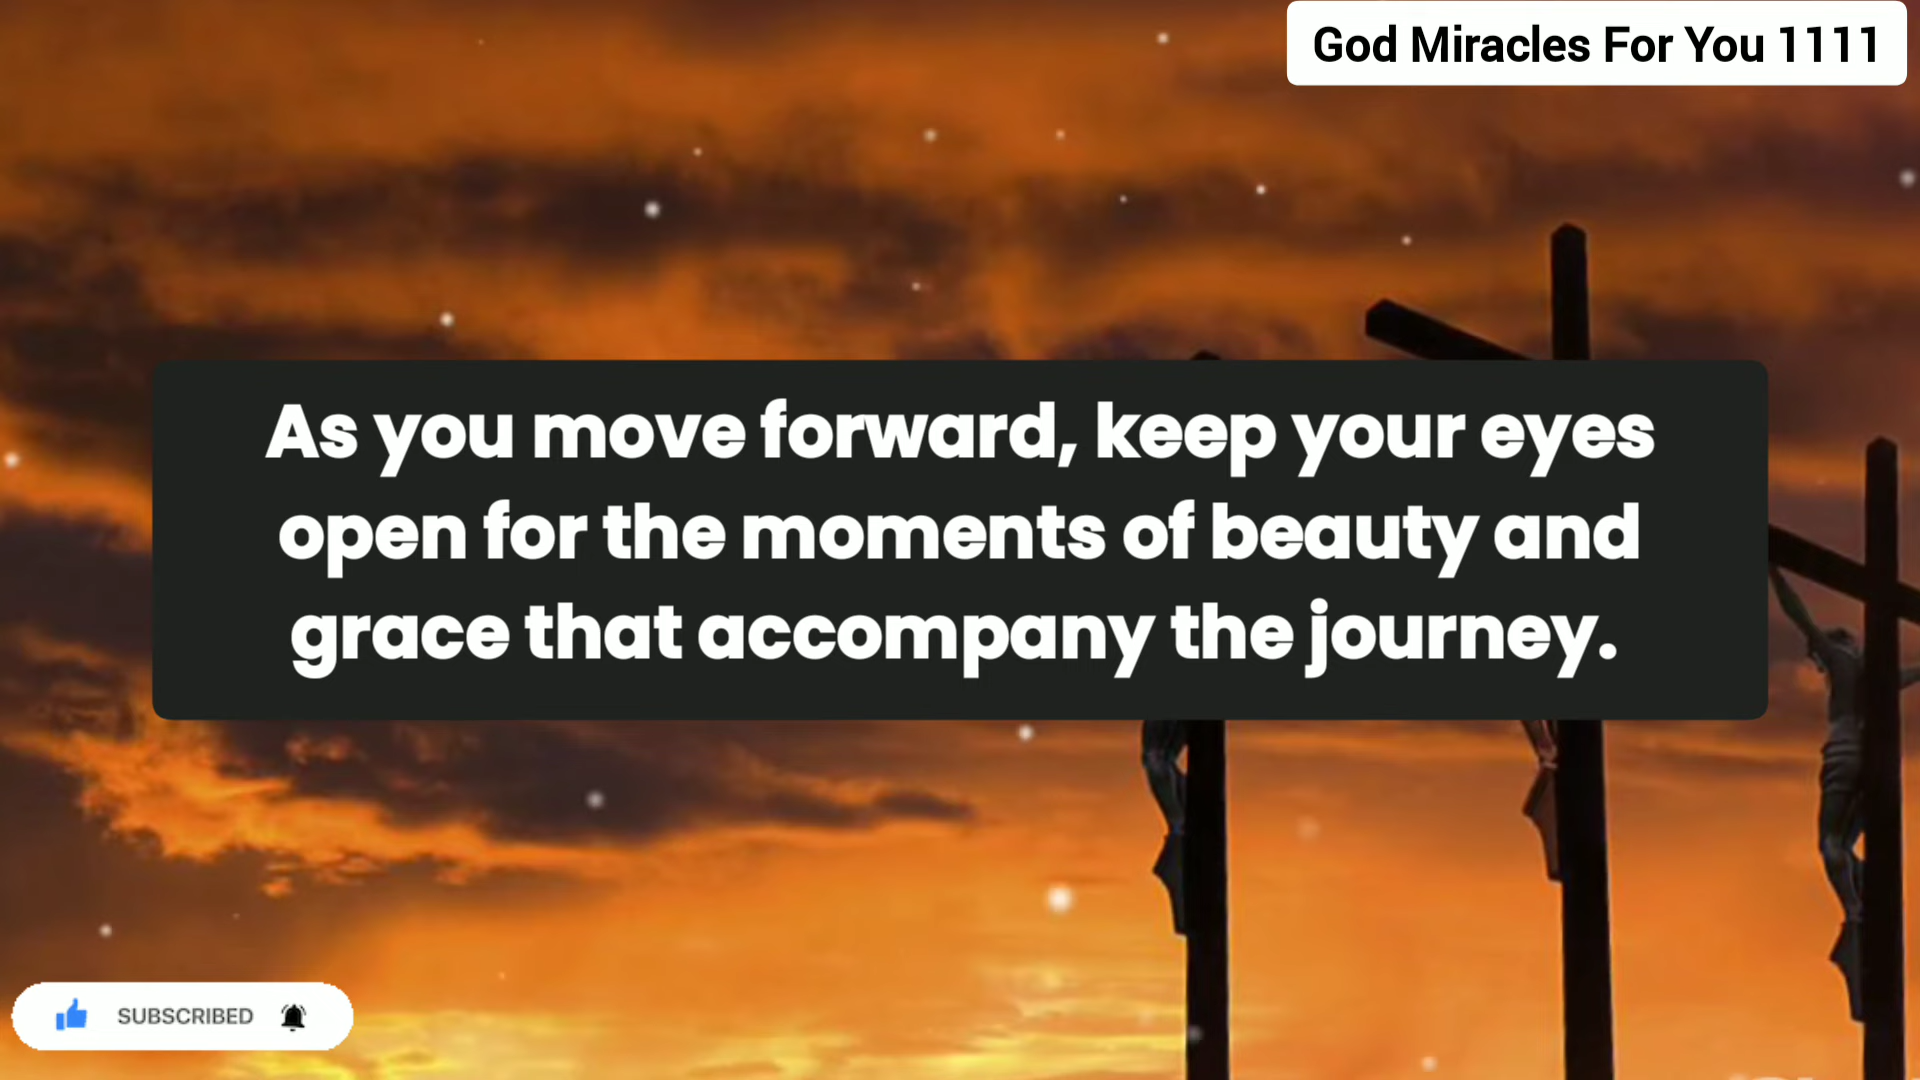 God Miracles For You 1111
As you move forward, keep your eyes
open for the moments of beauty and
grace that accompany the journey.
SUBSCRIBED